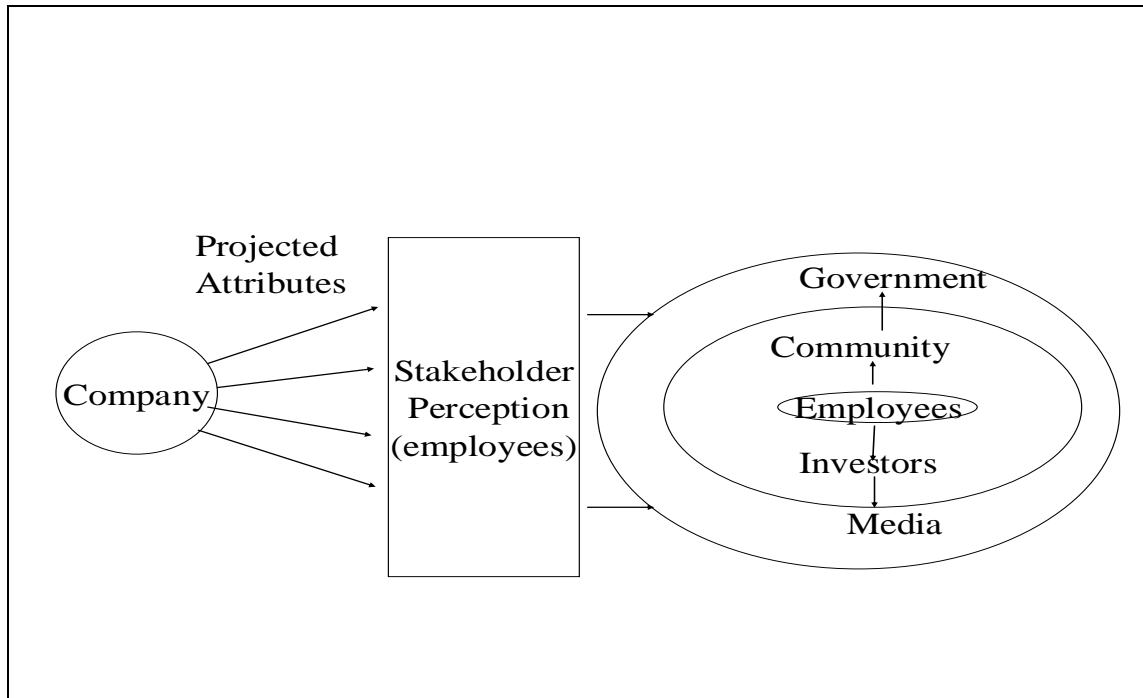 Projected
Attributes
Company
Stakeholder
Perception
(employees)
Government
Community
Employees
Investors
Media